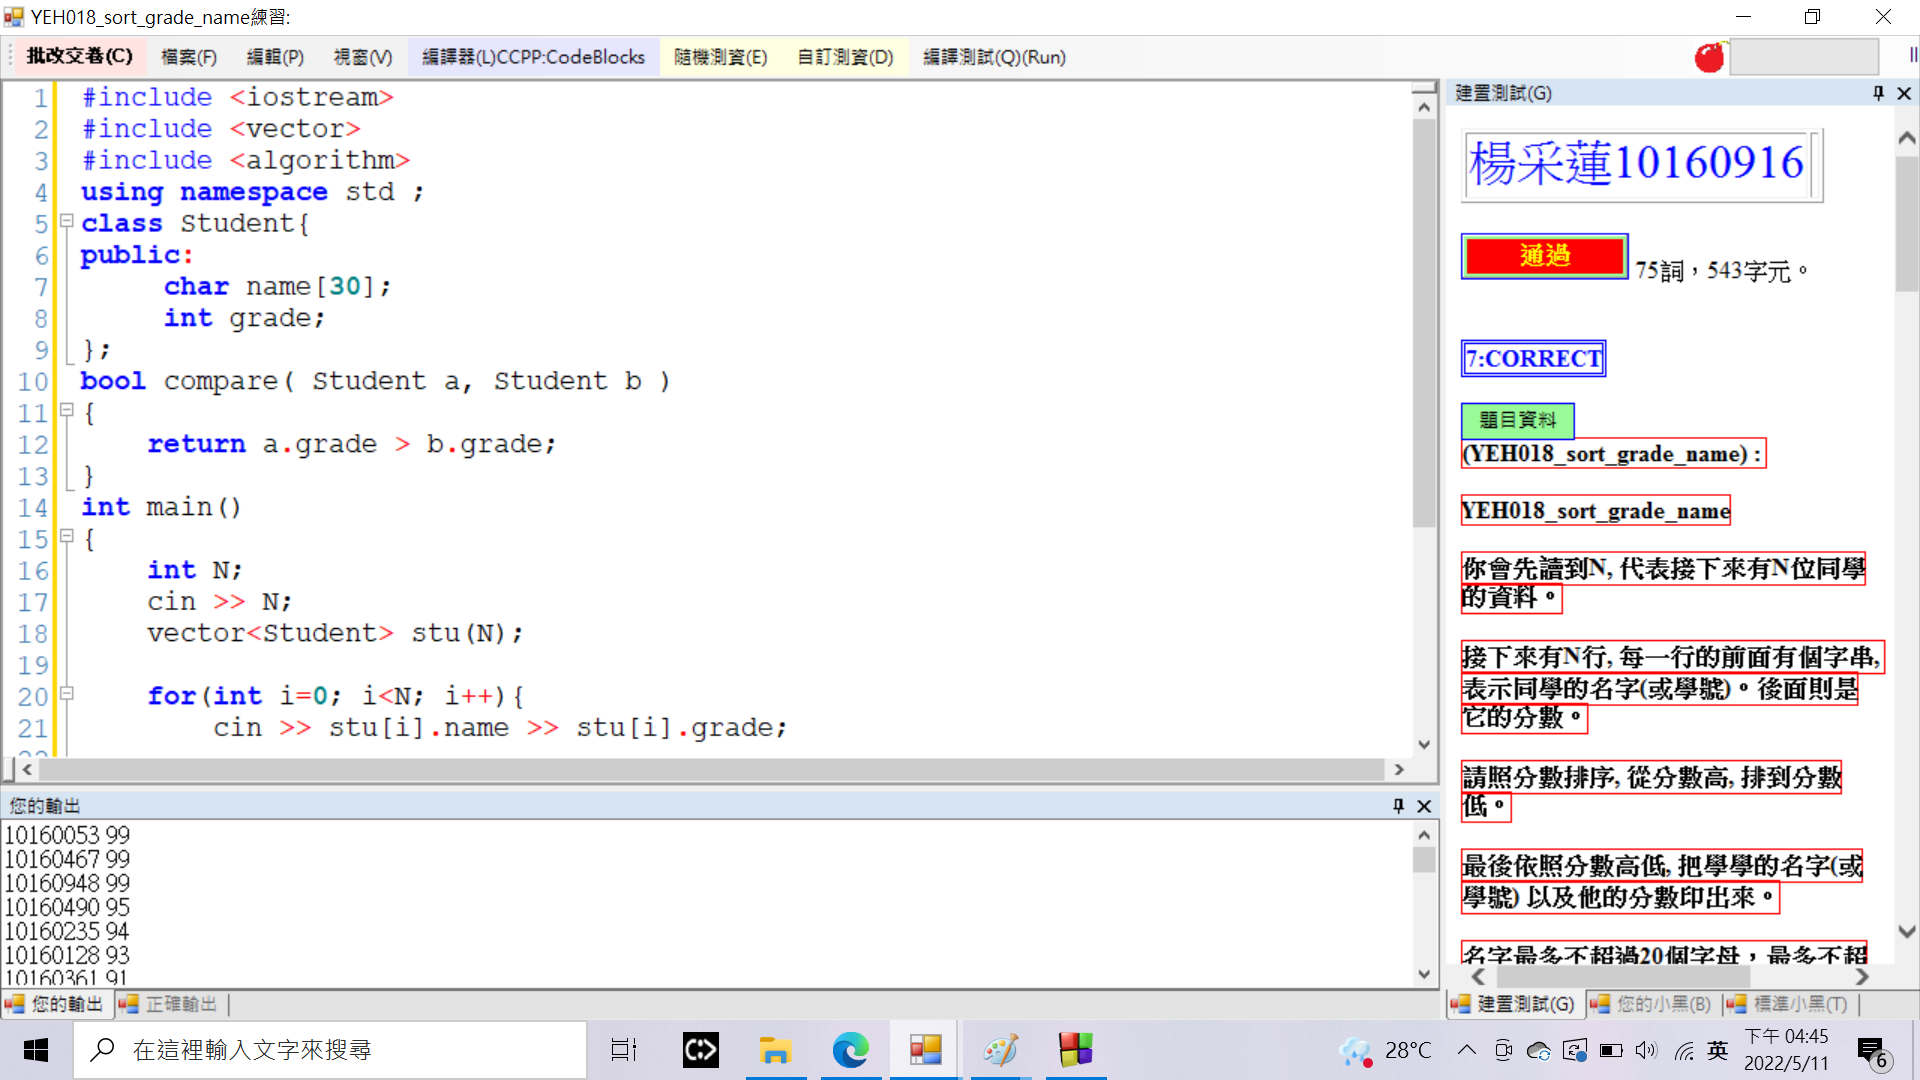 YEH018_sort_grade_name練習:
批改交卷(C) 檔案(F) 編輯(P) 視窗(V) 編譯器(L)CCPP:CodeBlocks 隨機測資(E) 自訂測資(D) 編譯測試(Q)(Run)
1 #include <iostream>
2 #include <vector>
3 #include <algorithm>
4 using namespace std ;
5 class Student{
6 public:
7 char name[30];
8 int grade;
9 };
10 bool compare( Student a, Student b )
11 {
12 return a.grade > b.grade;
13 }
14 int main()
15 {
16 int N;
17 cin >> N;
18 vector<Student> stu(N);
19
20 for(int i=0; i<N; i++){
21 cin >> stu[i].name >> stu[i].grade;
您的輸出
10160053 99
10160467 99
10160948 99
10160490 95
10160235 94
10160128 93
10160361 91
您的輸出 正確輸出
建置測試(G)
楊采蓮10160916
通過 75詞，543字元。
7:CORRECT
題目資料
(YEH018_sort_grade_name) :
YEH018_sort_grade_name
你會先讀到N, 代表接下來有N位同學
的資料。
接下來有N行, 每一行的前面有個字串,
表示同學的名字(或學號)。後面則是
它的分數。
請照分數排序, 從分數高, 排到分數
低。
最後依照分數高低, 把學學的名字(或
學號) 以及他的分數印出來。
名字最多不超過20個字母，最多不超
建置測試(G) 您的小黑(B) 標準小黑(T)
在這裡輸入文字來搜尋
28°C 英 下午 04:45
2022/5/11
6